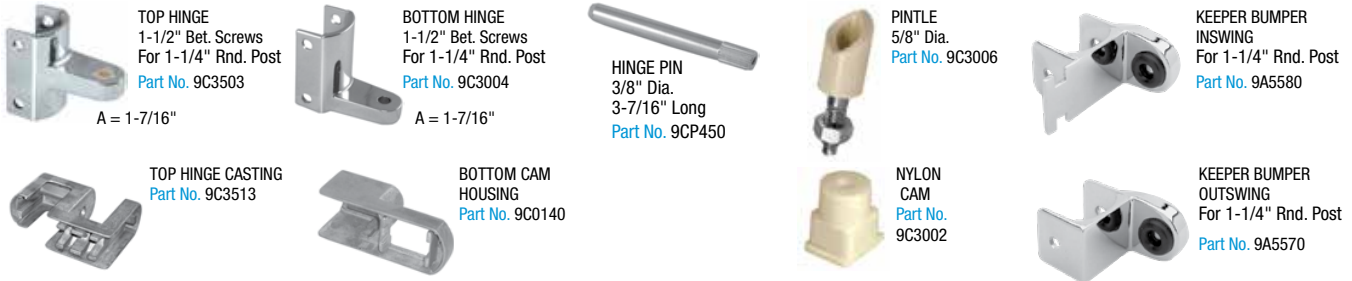 TOP HINGE
1-1/2" Bet. Screws
For 1-1/4" Rnd. Post
Part No. 9C3503
A = 1-7/16"
BOTTOM HINGE
1-1/2" Bet. Screws
For 1-1/4" Rnd. Post
Part No. 9C3004
A = 1-7/16"
HINGE PIN
3/8" Dia.
3-7/16" Long
Part No. 9CP450
PINTLE
5/8" Dia.
Part No. 9C3006
KEEPER BUMPER
INSWING
For 1-1/4" Rnd. Post
Part No. 9A5580
TOP HINGE CASTING
Part No. 9C3513
BOTTOM CAM
HOUSING
Part No. 9C0140
NYLON
CAM
Part No.
9C3002
KEEPER BUMPER
OUTSWING
For 1-1/4" Rnd. Post
Part No. 9A5570